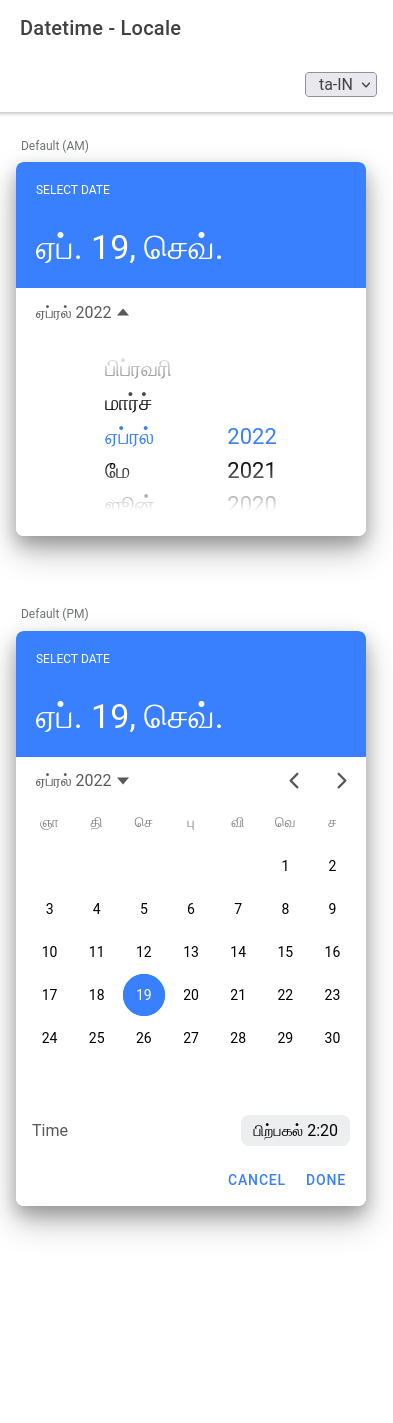 Datetime - Locale
ta-IN
Default (AM)
SELECT DATE
ஏப். 19, செவ்.
ஏப்ரல் 2022
பிப்ரவரி
மார்ச்
ஏப்ரல் 2022
மே 2021
ஜூன் 2020
Default (PM)
SELECT DATE
ஏப். 19, செவ்.
ஏப்ரல் 2022
ஞா தி செ பு வி வெ ச
1 2
3 4 5 6 7 8 9
10 11 12 13 14 15 16
17 18 19 20 21 22 23
24 25 26 27 28 29 30
Time பிற்பகல் 2:20
CANCEL DONE